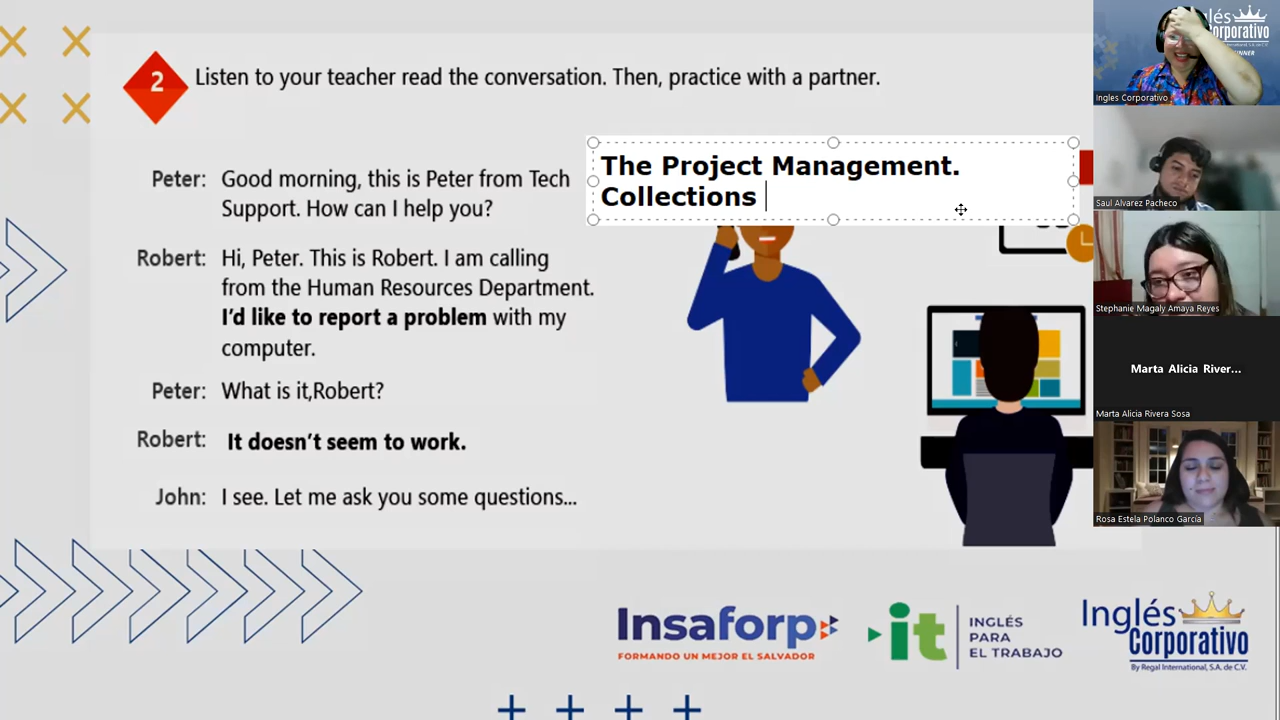 2
Listen to your teacher read the conversation. Then, practice with a partner.
The Project Management.
Collections
Peter: Good morning, this is Peter from Tech
Support. How can I help you?
Robert: Hi, Peter. This is Robert. I am calling
from the Human Resources Department.
I'd like to report a problem with my
computer.
Peter: What is it,Robert?
Robert: It doesn't seem to work.
John: I see. Let me ask you some questions...
Insaforp
FORMANDO UN MEJOR EL SALVADOR
it
INGLÉS
PARA
EL TRABAJO
Inglés
Corporativo
By Regal International, S.A. de C.V.
Ingles Corporativo
Saul Alvarez Pacheco
Stephanie Magaly Amaya Reyes
Marta Alicia River...
Marta Alicia Rivera Sosa
Rosa Estela Polanco García